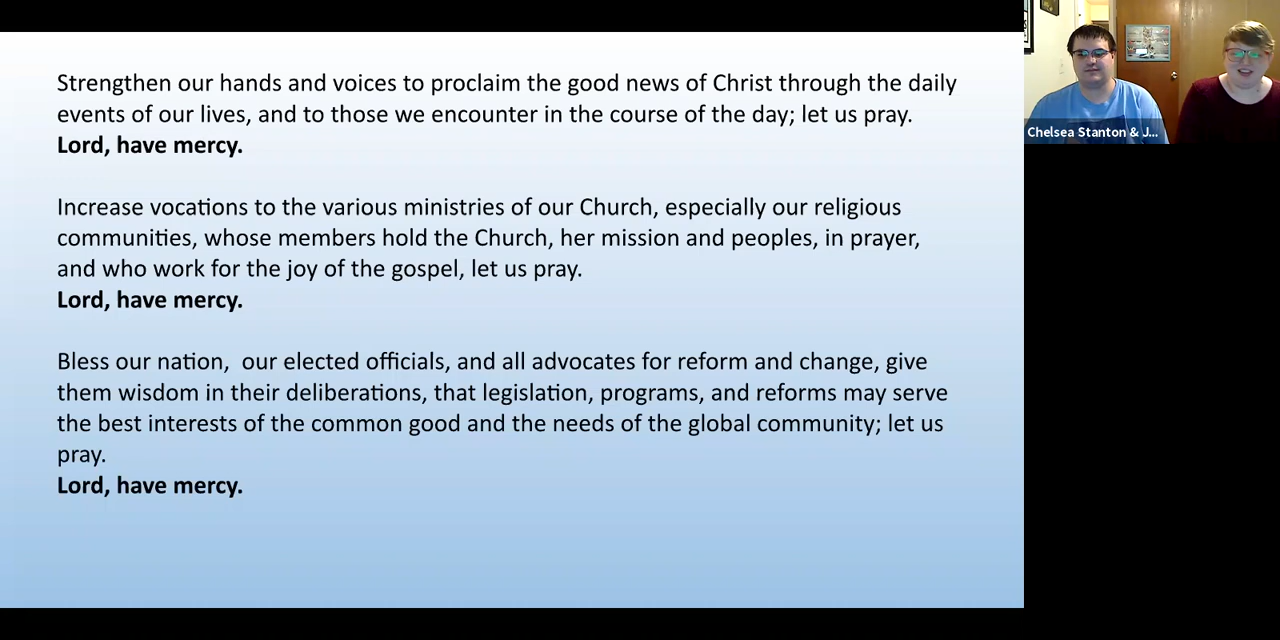 Strengthen our hands and voices to proclaim the good news of Christ through the daily
events of our lives, and to those we encounter in the course of the day; let us pray.
Lord, have mercy.
Increase vocations to the various ministries of our Church, especially our religious
communities, whose members hold the Church, her mission and peoples, in prayer,
and who work for the joy of the gospel, let us pray.
Lord, have mercy.
Bless our nation,  our elected officials, and all advocates for reform and change, give
them wisdom in their deliberations, that legislation, programs, and reforms may serve
the best interests of the common good and the needs of the global community; let us
pray.
Lord, have mercy.
Chelsea Stanton & J...